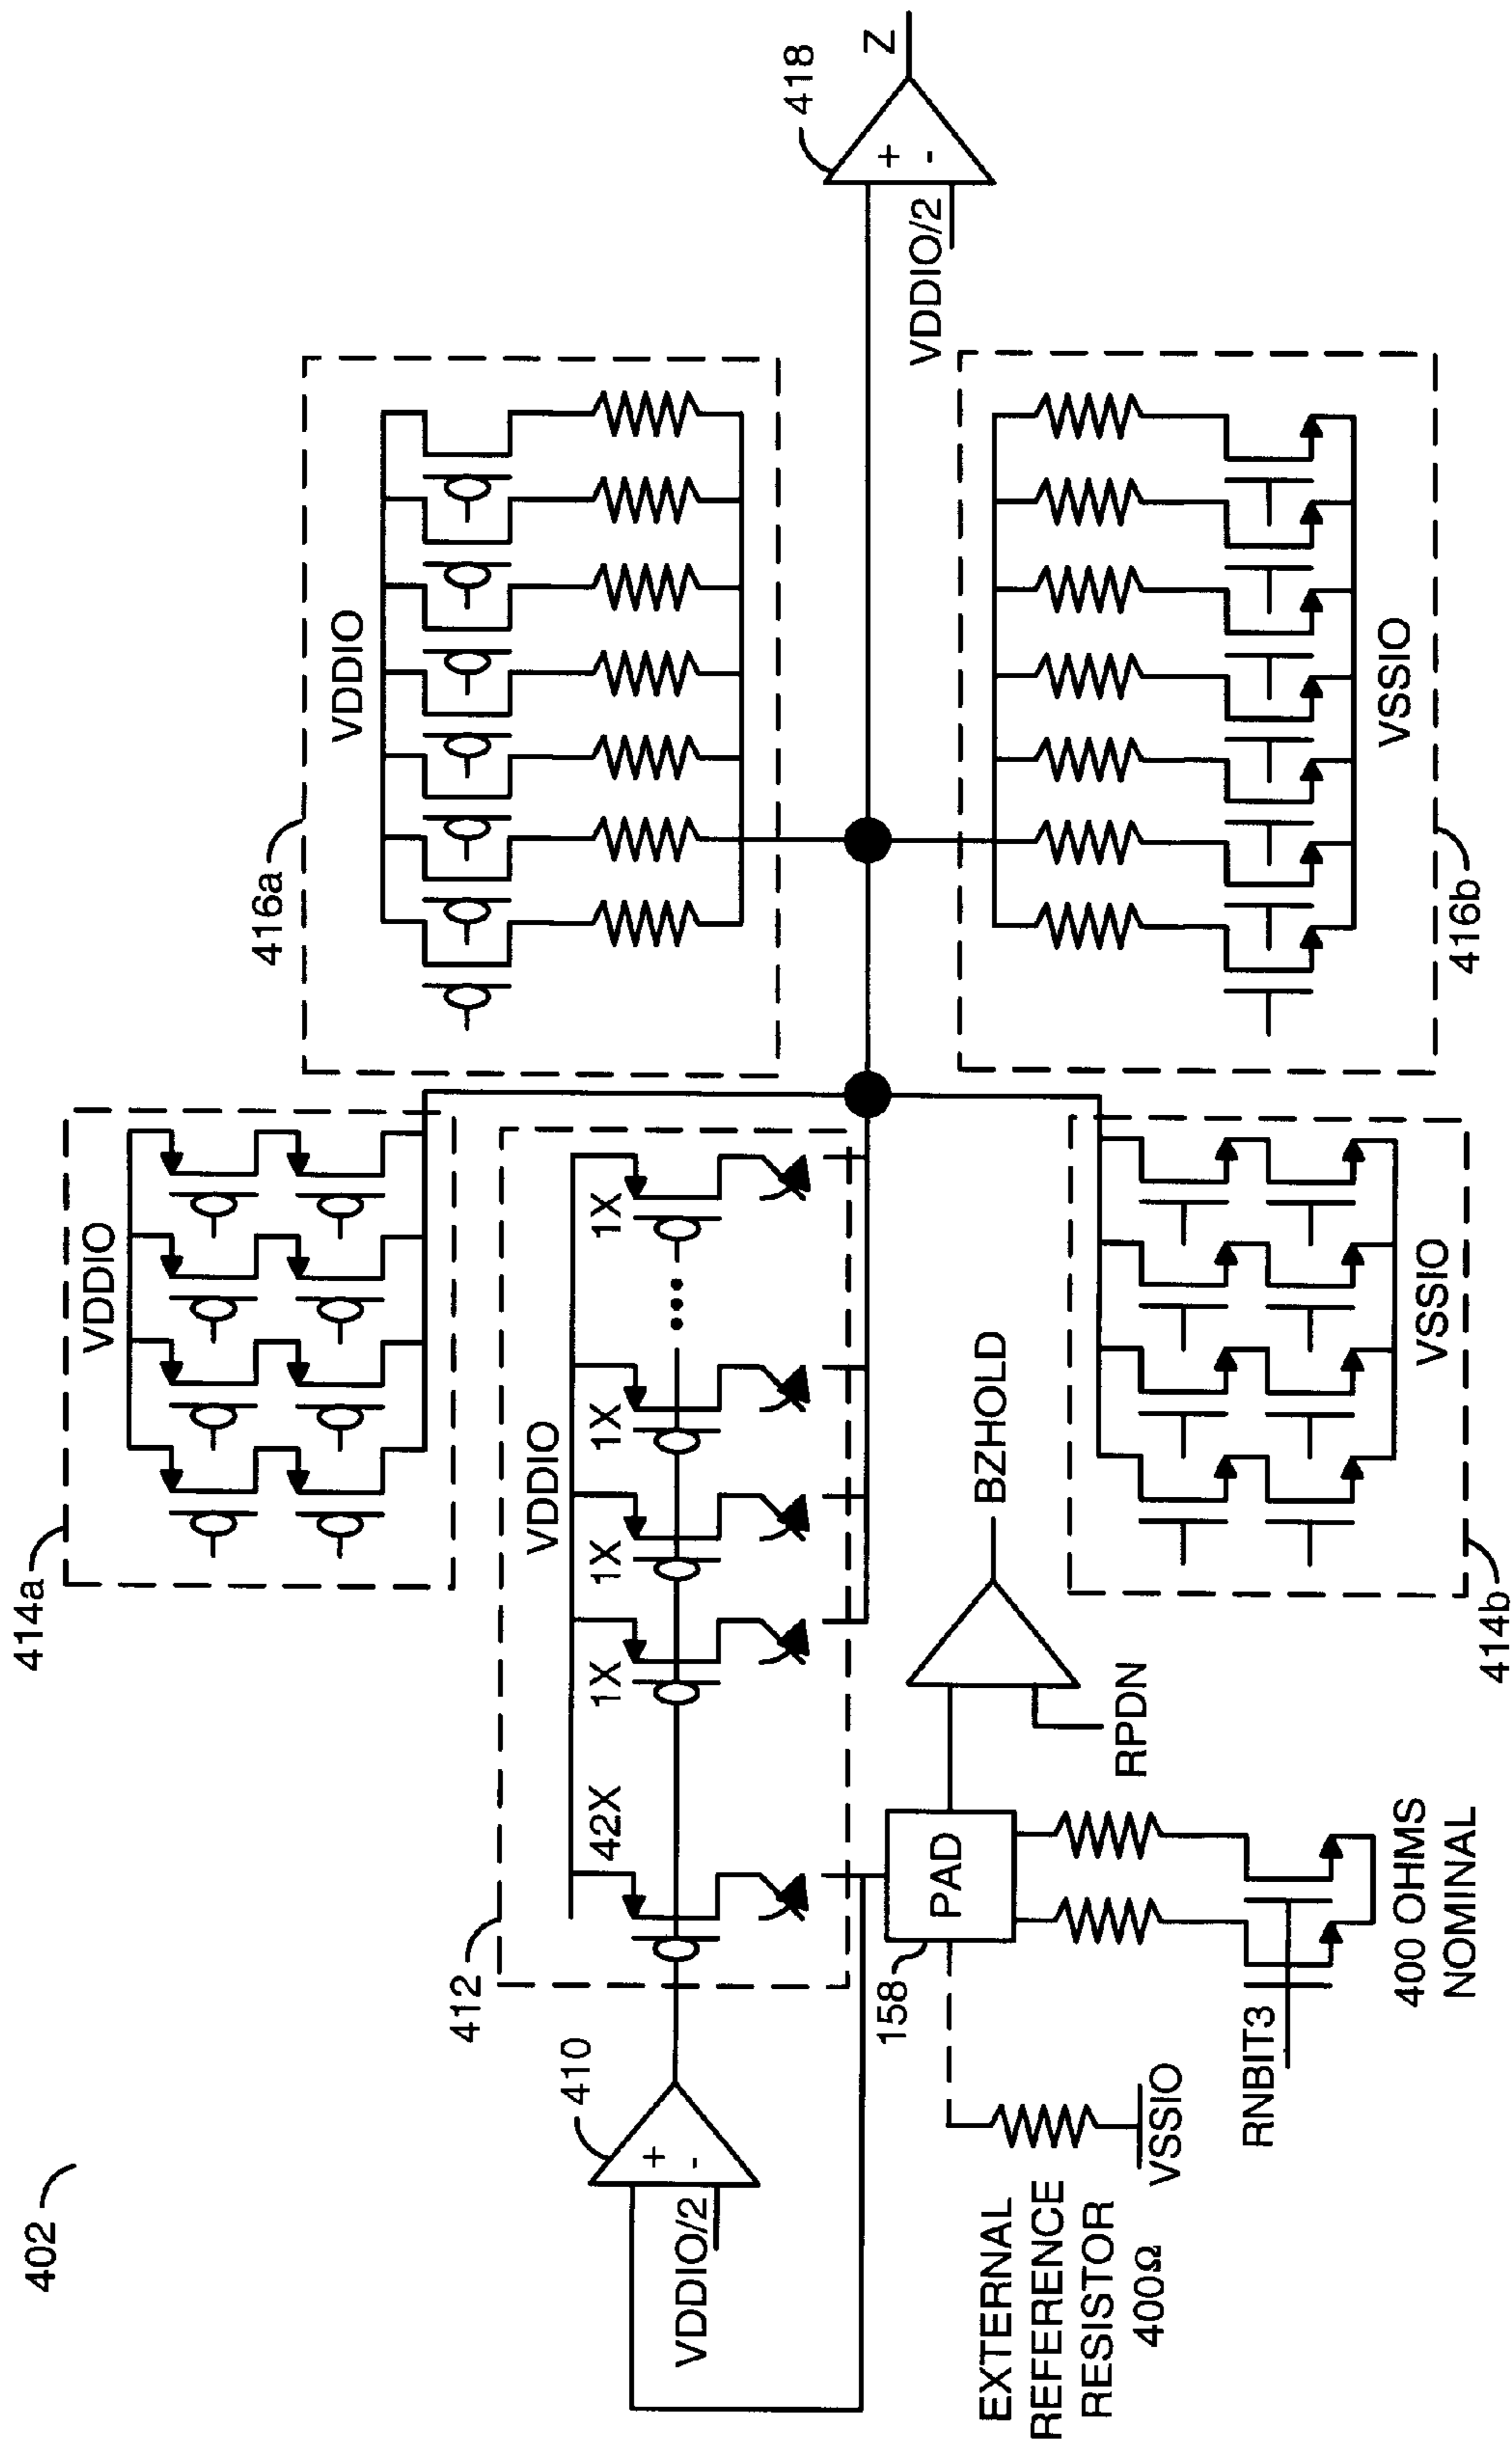 402
414a
VDDIO
416a
VDDIO
412
VDDIO
42X
1X
1X
1X
1X
410
+
-
VDDIO/2
418
+
-
Z
VDDIO/2
158
PAD
BZHOLD
RPDN
EXTERNAL
REFERENCE
RESISTOR
400Ω
VSSIO
RNBIT3
400 OHMS
NOMINAL
414b
VSSIO
416b
VSSIO